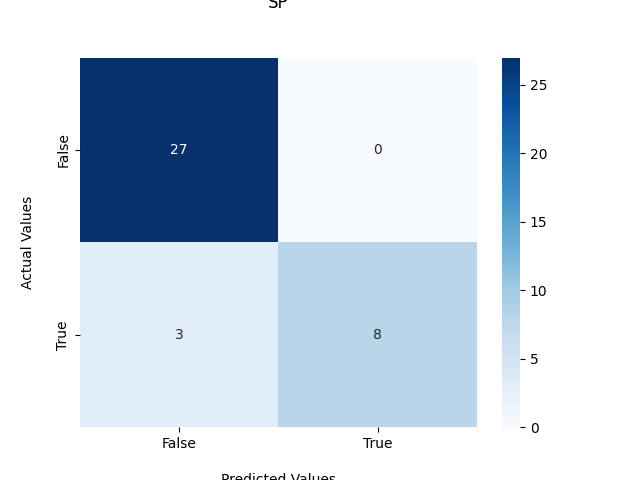 SP
False
27
0
True
3
8
Actual Values
False
True
Predicted Values
25
20
15
10
5
0